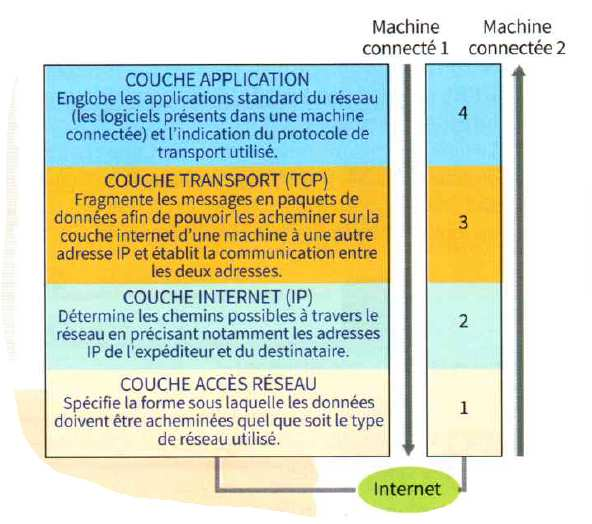 Machine
connecté 1
Machine
connectée 2
COUCHE APPLICATION
Englobe les applications standard du réseau
(les logiciels présents dans une machine
connectée) et l'indication du protocole de
transport utilisé.
4
COUCHE TRANSPORT (TCP)
Fragmente les messages en paquets de
données afin de pouvoir les acheminer sur la
couche internet d'une machine à une autre
adresse IP et établit la communication entre
les deux adresses.
3
COUCHE INTERNET (IP)
Détermine les chemins possibles à travers le
réseau en précisant notamment les adresses
IP de l'expéditeur et du destinataire.
2
COUCHE ACCÈS RÉSEAU
Spécifie la forme sous laquelle les données
doivent être acheminées quel que soit le type
de réseau utilisé.
1
Internet